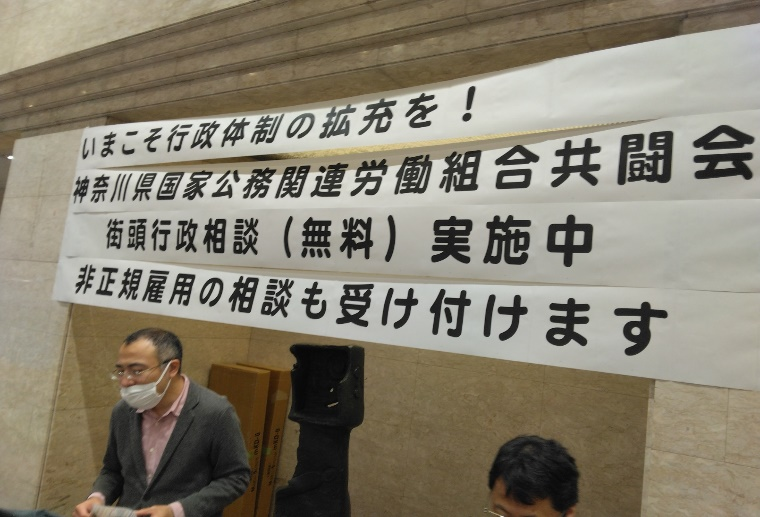 いまこそ行政体制の拡充を！
神奈川県国家公務関連労働組合共闘会
街頭行政相談（無料）実施中
非正規雇用の相談も受け付けます